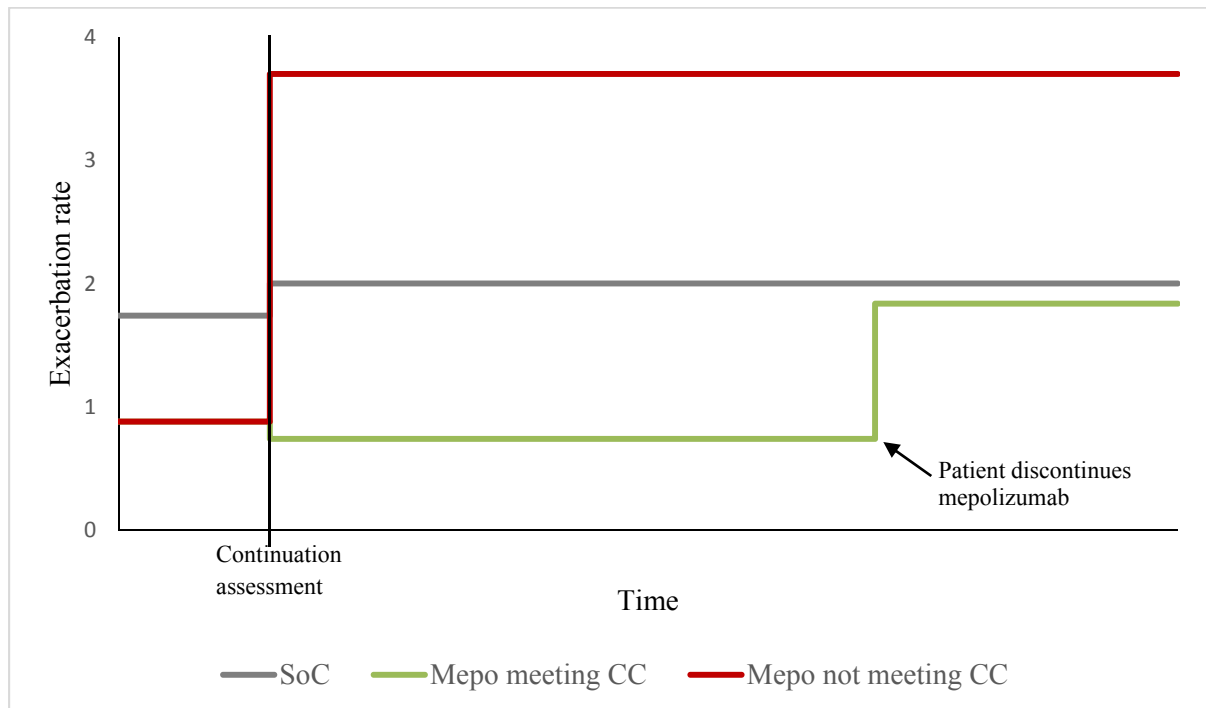 4
3
2
1
0
Exacerbation rate
Patient discontinues
mepolizumab
Continuation
assessment
Time
SoC
Mepo meeting CC
Mepo not meeting CC